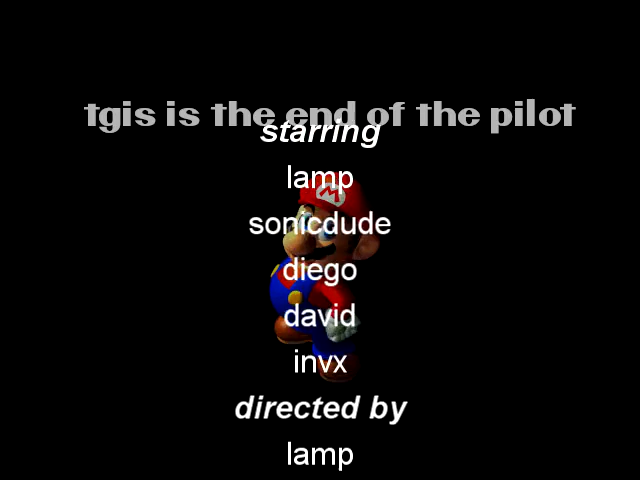 tgis is the end of the pilot
starring
lamp
sonicdude
diego
david
invx
directed by
lamp